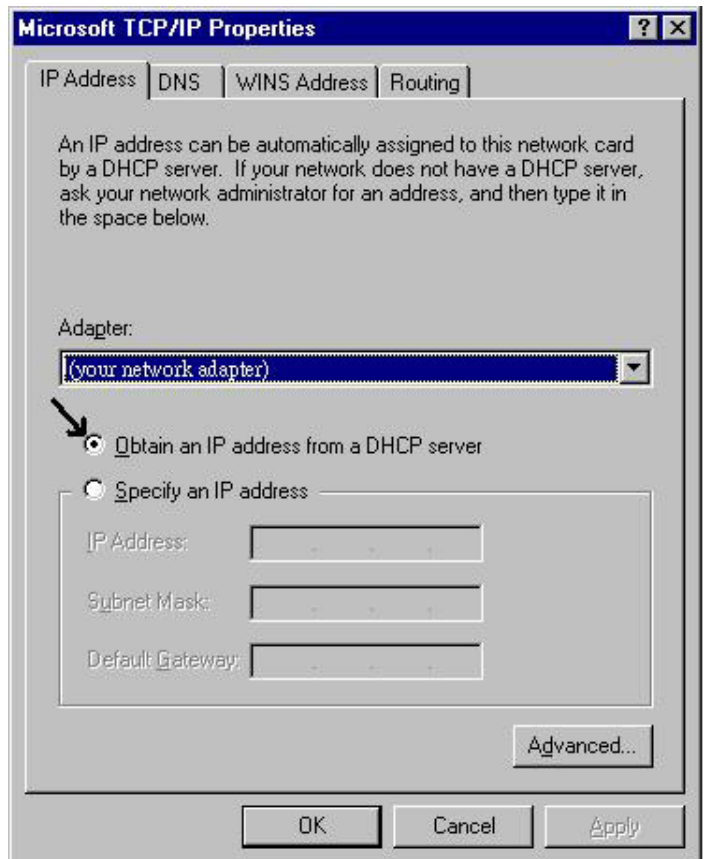 Microsoft TCP/IP Properties
IP Address DNS WINS Address Routing
An IP address can be automatically assigned to this network card
by a DHCP server. If your network does not have a DHCP server,
ask your network administrator for an address, and then type it in
the space below.
Adapter:
(your network adapter)
Obtain an IP address from a DHCP server
Specify an IP address
IP Address:
Subnet Mask:
Default Gateway:
Advanced...
OK Cancel Apply